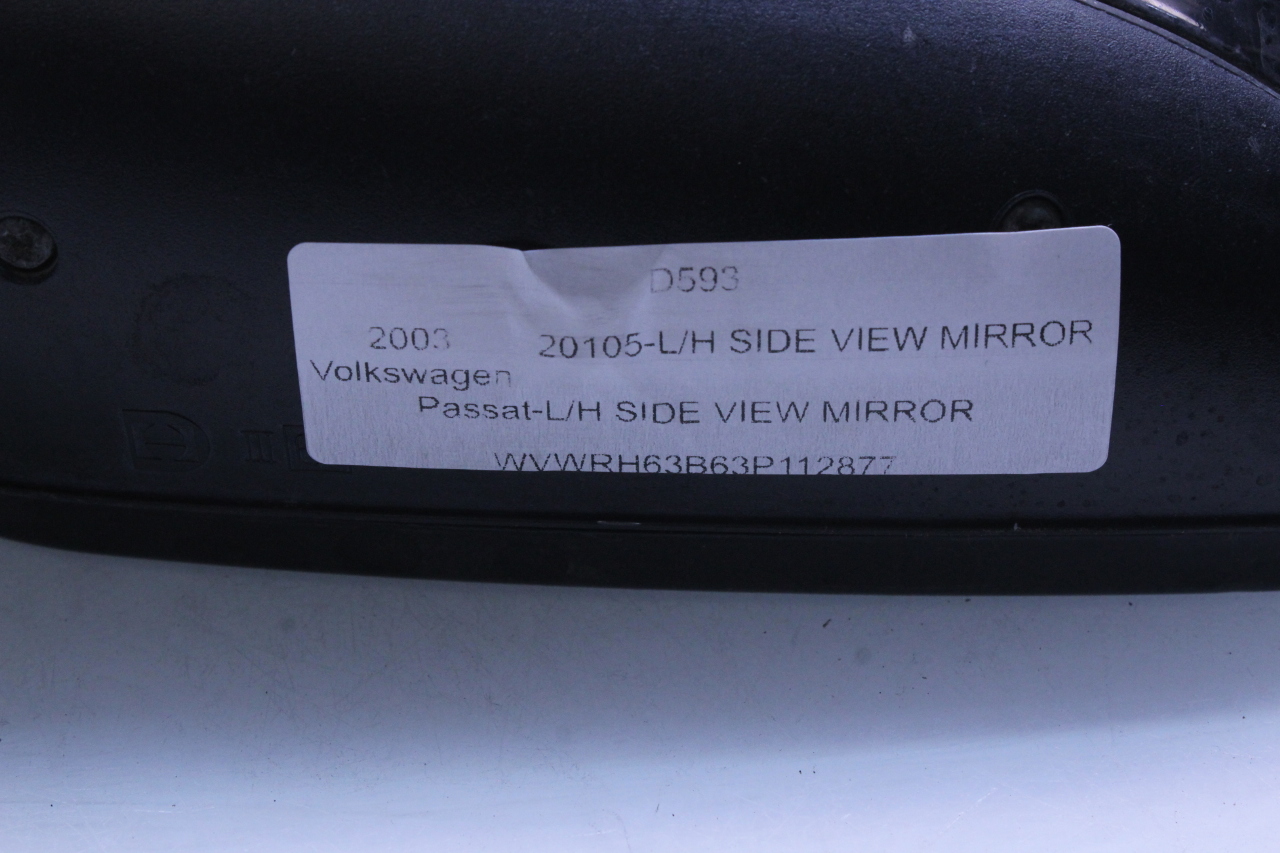 D593
2003 20105-L/H SIDE VIEW MIRROR
Volkswagen
Passat-L/H SIDE VIEW MIRROR
WVWRH63B63P112877